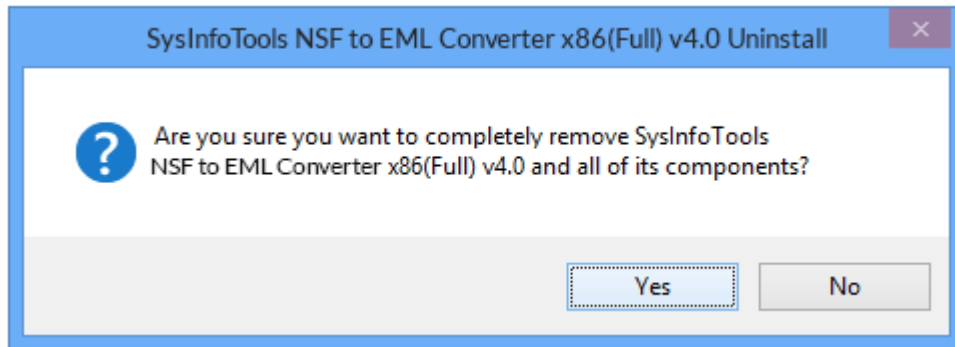 SysInfoTools NSF to EML Converter x86(Full) v4.0 Uninstall
Are you sure you want to completely remove SysInfoTools
NSF to EML Converter x86(Full) v4.0 and all of its components?
Yes No